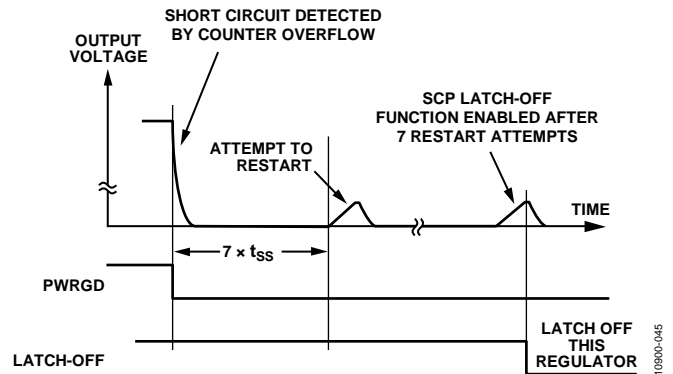 SHORT CIRCUIT DETECTED
BY COUNTER OVERFLOW
OUTPUT
VOLTAGE
SCP LATCH-OFF
FUNCTION ENABLED AFTER
7 RESTART ATTEMPTS
ATTEMPT TO
RESTART
TIME
7 × tSS
PWRGD
LATCH-OFF
LATCH OFF
THIS
REGULATOR
10900-045